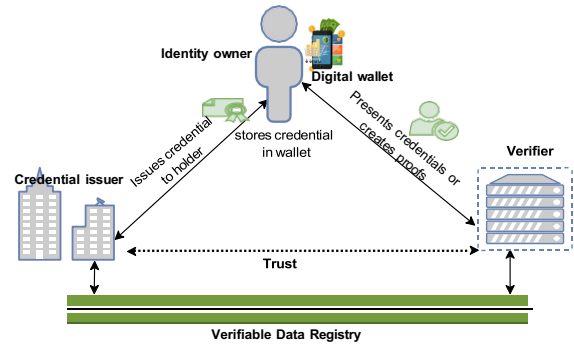 Identity owner
Digital wallet
stores credential
in wallet
Issues credential
to holder
Presents credentials or
creates proofs
Credential issuer
Verifier
Trust
Verifiable Data Registry